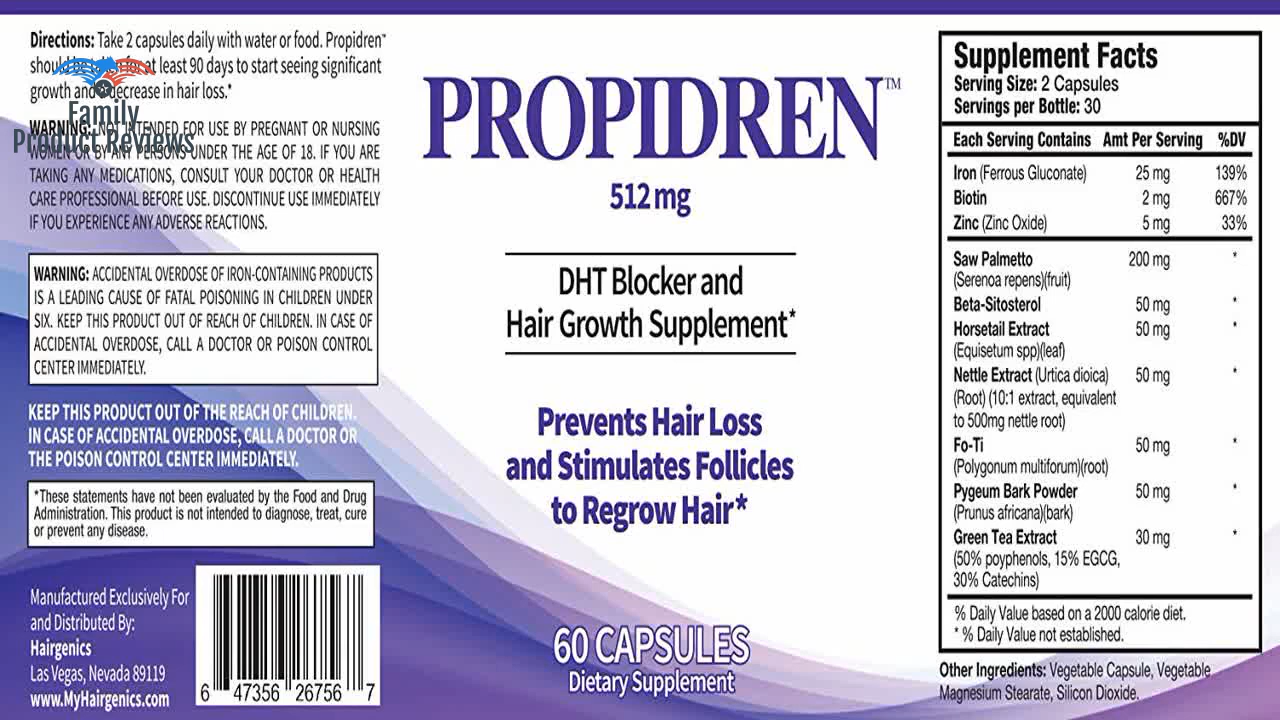 Directions: Take 2 capsules daily with water or food. Propidren™
should at least 90 days to start seeing significant
growth and decrease in hair loss.*
Family
Product Reviews
WARNING: NOT INTENDED FOR USE BY PREGNANT OR NURSING
WOMEN OR BY ANY PERSONS UNDER THE AGE OF 18. IF YOU ARE
TAKING ANY MEDICATIONS, CONSULT YOUR DOCTOR OR HEALTH
CARE PROFESSIONAL BEFORE USE. DISCONTINUE USE IMMEDIATELY
IF YOU EXPERIENCE ANY ADVERSE REACTIONS.
WARNING: ACCIDENTAL OVERDOSE OF IRON-CONTAINING PRODUCTS
IS A LEADING CAUSE OF FATAL POISONING IN CHILDREN UNDER
SIX. KEEP THIS PRODUCT OUT OF REACH OF CHILDREN. IN CASE OF
ACCIDENTAL OVERDOSE, CALL A DOCTOR OR POISON CONTROL
CENTER IMMEDIATELY.
KEEP THIS PRODUCT OUT OF THE REACH OF CHILDREN.
IN CASE OF ACCIDENTAL OVERDOSE, CALL A DOCTOR OR
THE POISON CONTROL CENTER IMMEDIATELY.
*These statements have not been evaluated by the Food and Drug
Administration. This product is not intended to diagnose, treat, cure
or prevent any disease.
Manufactured Exclusively For
and Distributed By:
Hairgenics
Las Vegas, Nevada 89119
www.MyHairgenics.com
6 47356 26756 7
PROPIDREN™
512 mg
DHT Blocker and
Hair Growth Supplement*
Prevents Hair Loss
and Stimulates Follicles
to Regrow Hair*
60 CAPSULES
Dietary Supplement
Supplement Facts
Serving Size: 2 Capsules
Servings per Bottle: 30
Each Serving Contains Amt Per Serving %DV
Iron (Ferrous Gluconate) 25 mg 139%
Biotin 2 mg 667%
Zinc (Zinc Oxide) 5 mg 33%
Saw Palmetto 200 mg *
(Serenoa repens)(fruit)
Beta-Sitosterol 50 mg *
Horsetail Extract 50 mg *
(Equisetum spp)(leaf)
Nettle Extract (Urtica dioica) 50 mg *
(Root) (10:1 extract, equivalent
to 500mg nettle root)
Fo-Ti 50 mg *
(Polygonum multiforum)(root)
Pygeum Bark Powder 50 mg *
(Prunus africana)(bark)
Green Tea Extract 30 mg *
(50% poyphenols, 15% EGCG,
30% Catechins)
% Daily Value based on a 2000 calorie diet.
* % Daily Value not established.
Other Ingredients: Vegetable Capsule, Vegetable
Magnesium Stearate, Silicon Dioxide.